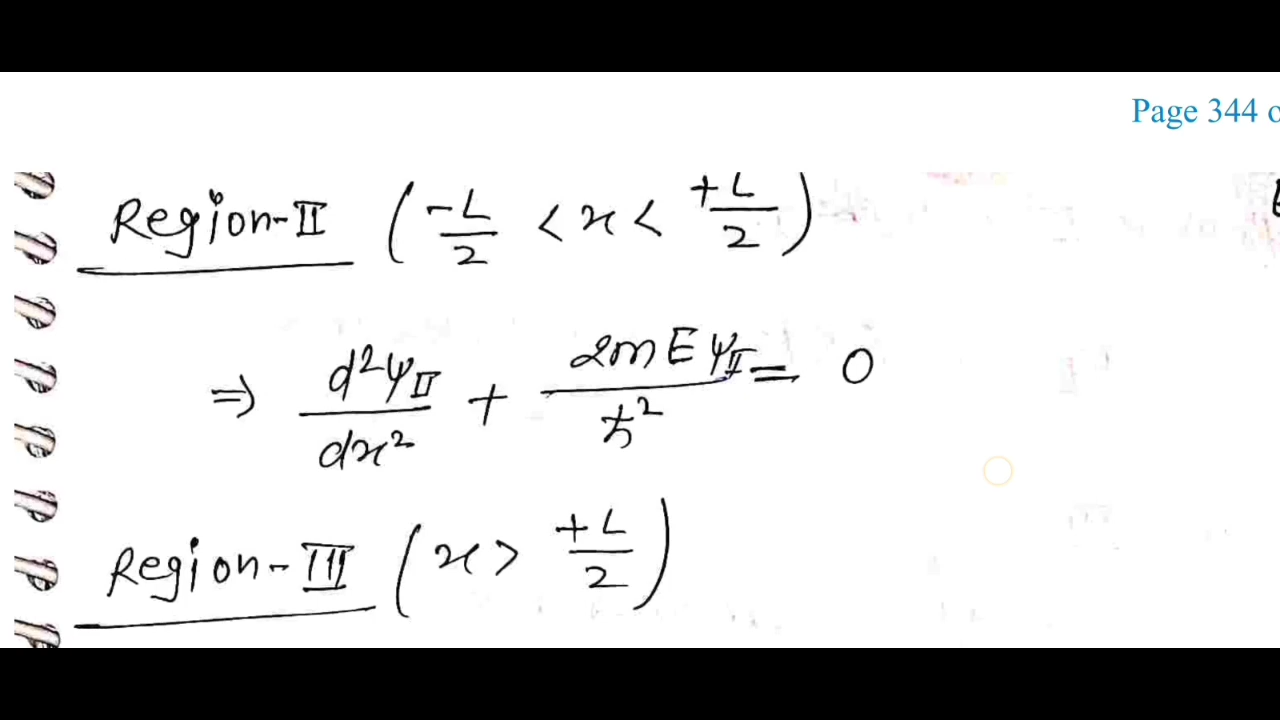 Page 344 o
Region-II ( -L/2 < x < +L/2 )
⇒ d²ψ_II/dx² + 2mEψ_II/ħ² = 0
Region-III ( x > +L/2 )